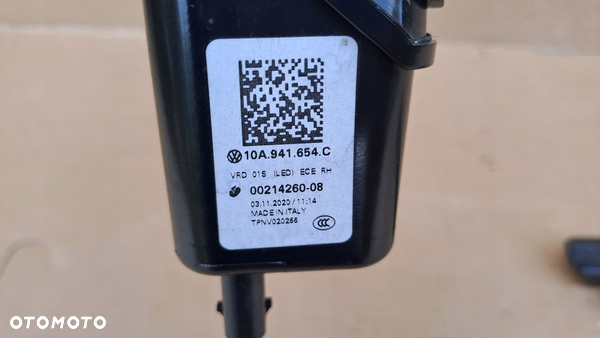 10A.941.654.C
VRD 01S (LED) ECE RH
00214260-08
03.11.2020/11:14
MADE IN ITALY
TPNV020256
OTOMOTO